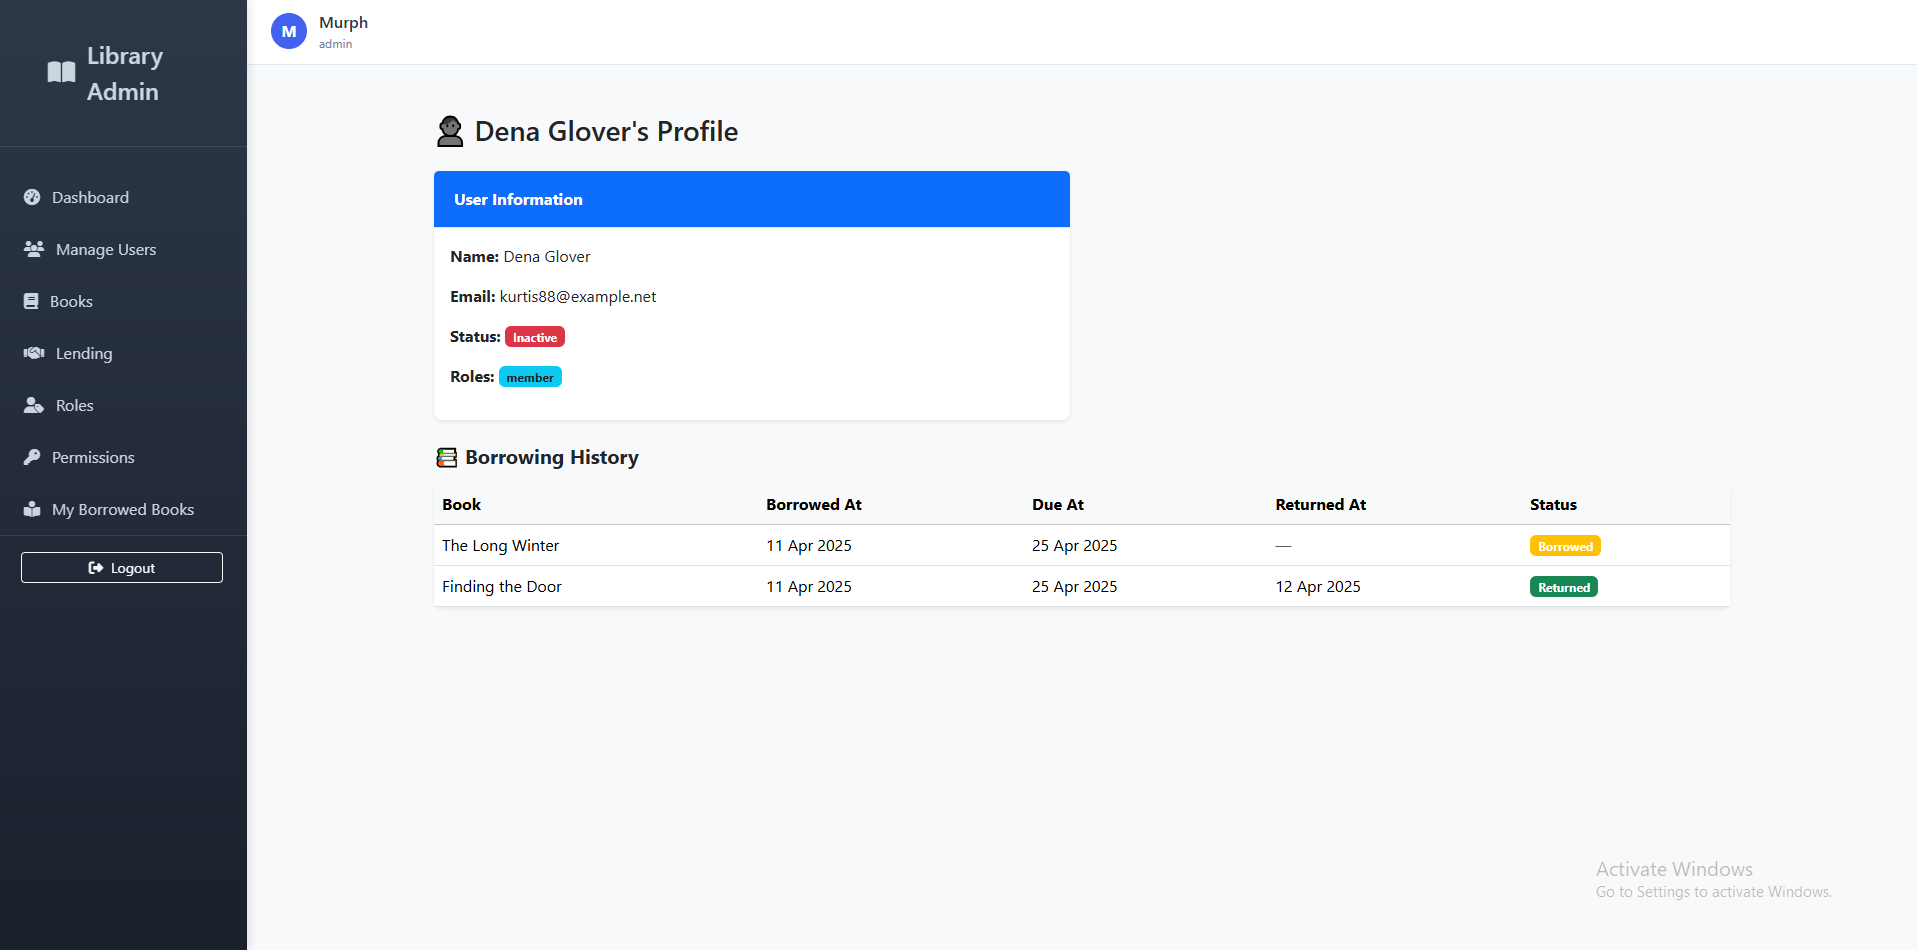 Library
Admin
Dashboard
Manage Users
Books
Lending
Roles
Permissions
My Borrowed Books
Logout
M
Murph
admin
Dena Glover's Profile
User Information
Name: Dena Glover
Email: kurtis88@example.net
Status: Inactive
Roles: member
Borrowing History
Book Borrowed At Due At Returned At Status
The Long Winter 11 Apr 2025 25 Apr 2025 — Borrowed
Finding the Door 11 Apr 2025 25 Apr 2025 12 Apr 2025 Returned
Activate Windows
Go to Settings to activate Windows.